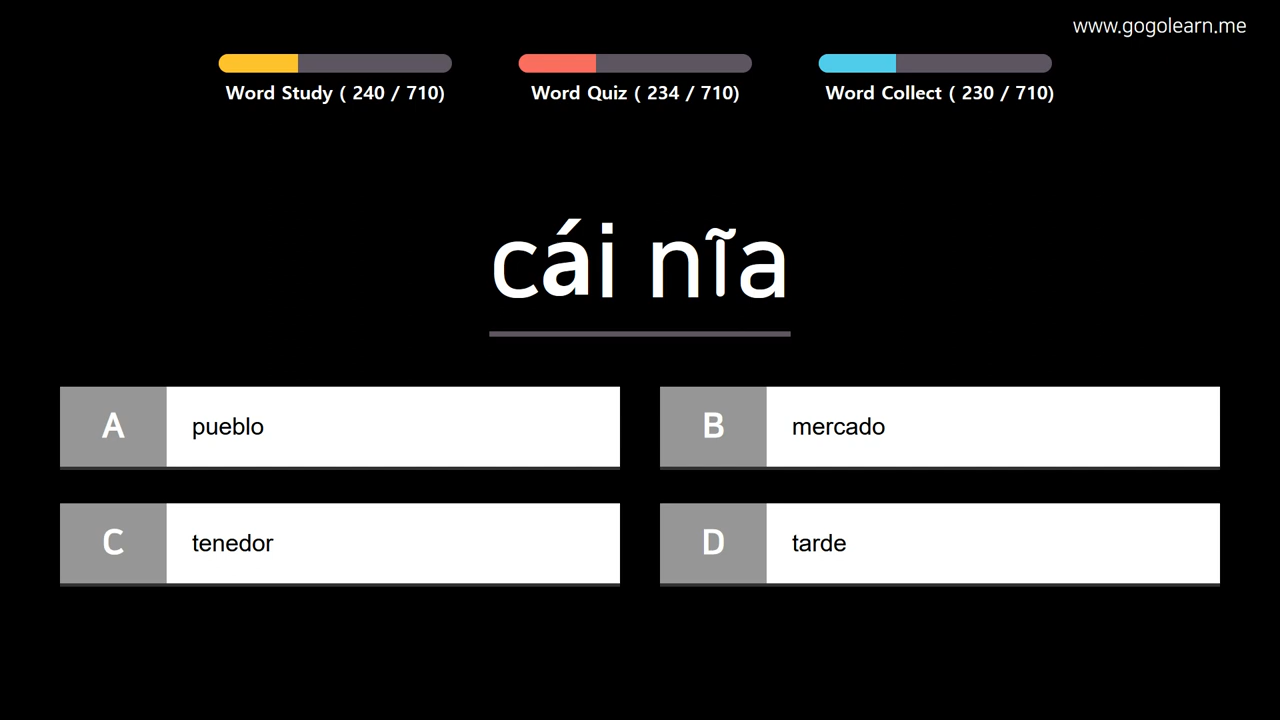 www.gogolearn.me
Word Study ( 240 / 710)
Word Quiz ( 234 / 710)
Word Collect ( 230 / 710)
cái nĩa
A pueblo
B mercado
C tenedor
D tarde